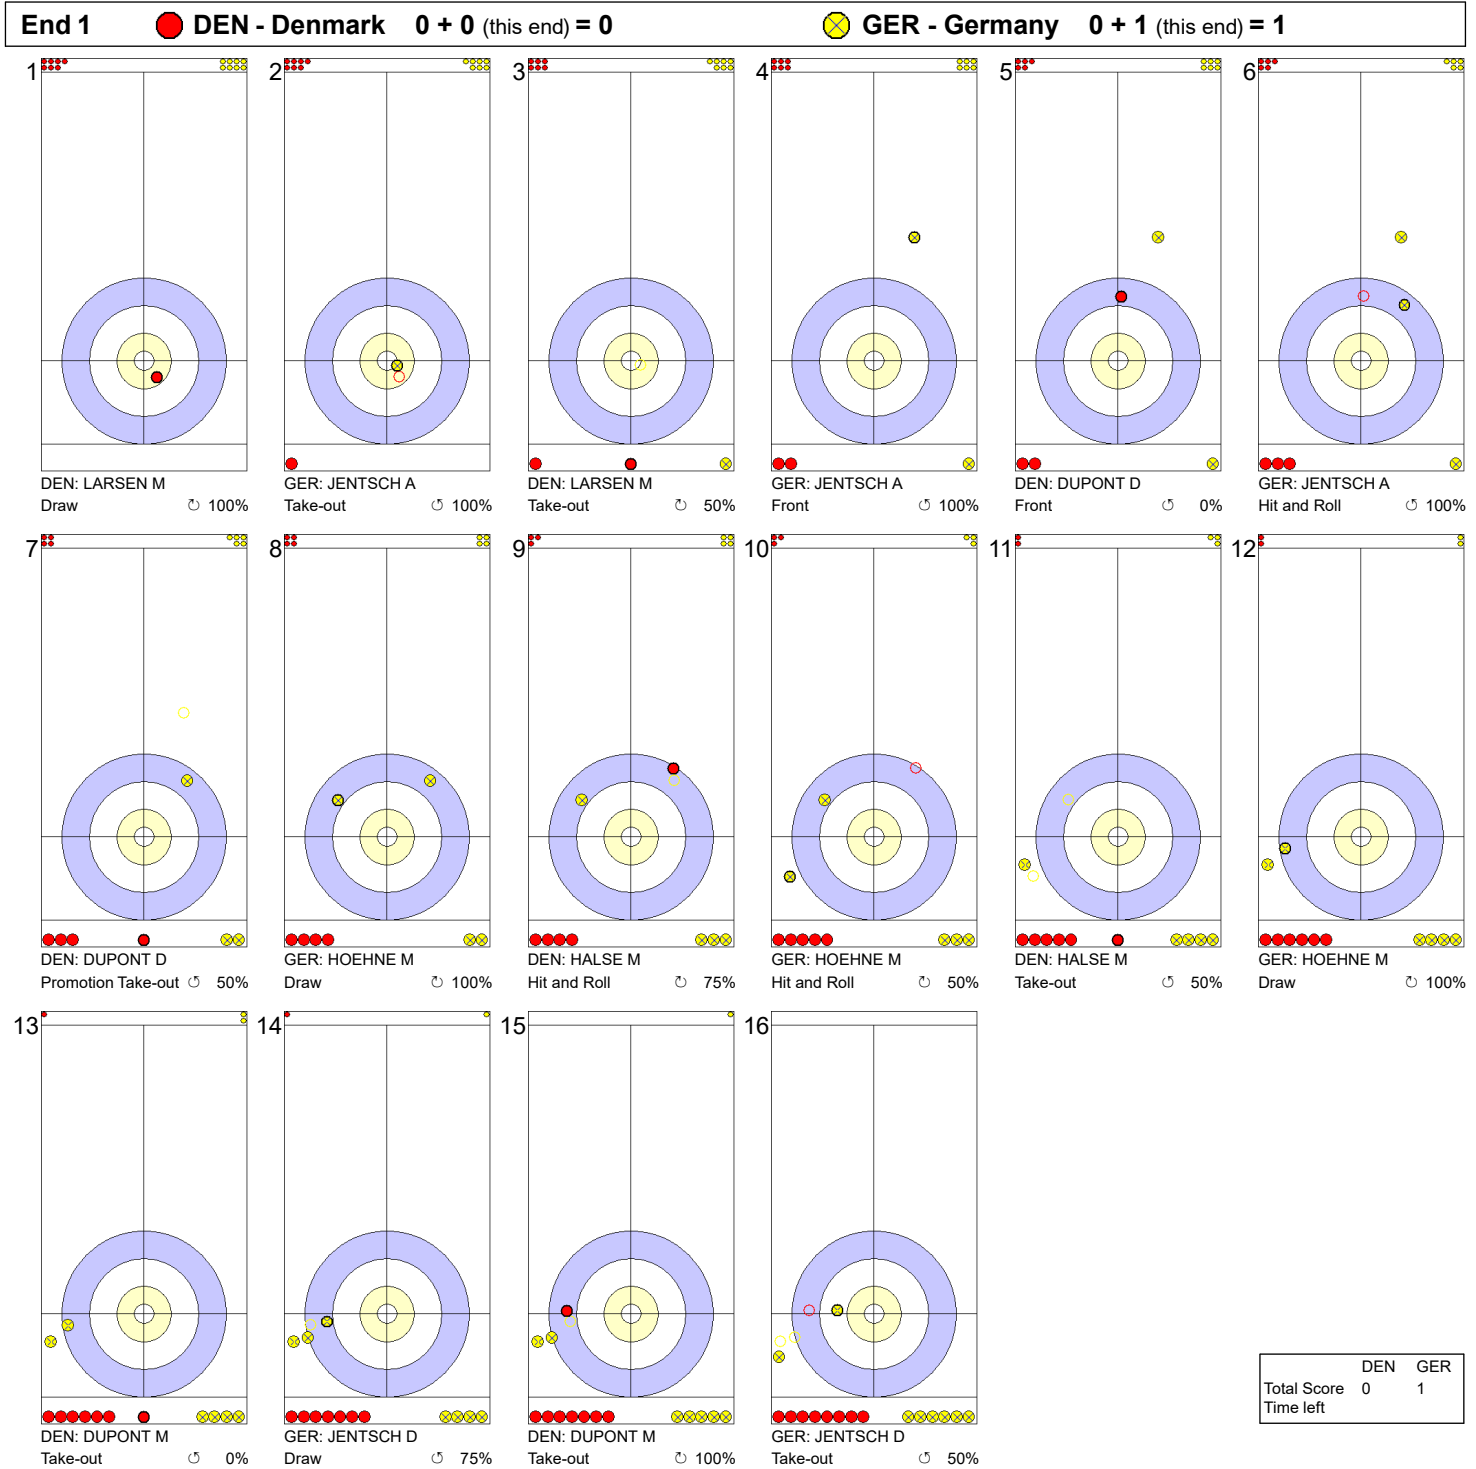 End 1 DEN - Denmark 0 + 0 (this end) = 0 GER - Germany 0 + 1 (this end) = 1
1 2 3 4 5 6
DEN: LARSEN M GER: JENTSCH A DEN: LARSEN M GER: JENTSCH A DEN: DUPONT D GER: JENTSCH A
Draw ↻ 100% Take-out ↺ 100% Take-out ↺ 50% Front ↺ 100% Front ↺ 0% Hit and Roll ↺ 100%
7 8 9 10 11 12
DEN: DUPONT D GER: HOEHNE M DEN: HALSE M GER: HOEHNE M DEN: HALSE M GER: HOEHNE M
Promotion Take-out ↺ 50% Draw ↻ 100% Hit and Roll ↻ 75% Hit and Roll ↺ 50% Take-out ↺ 50% Draw ↻ 100%
13 14 15 16
DEN: DUPONT M GER: JENTSCH D DEN: DUPONT M GER: JENTSCH D
Take-out ↺ 0% Draw ↺ 75% Take-out ↻ 100% Take-out ↺ 50%
DEN GER
Total Score 0 1
Time left